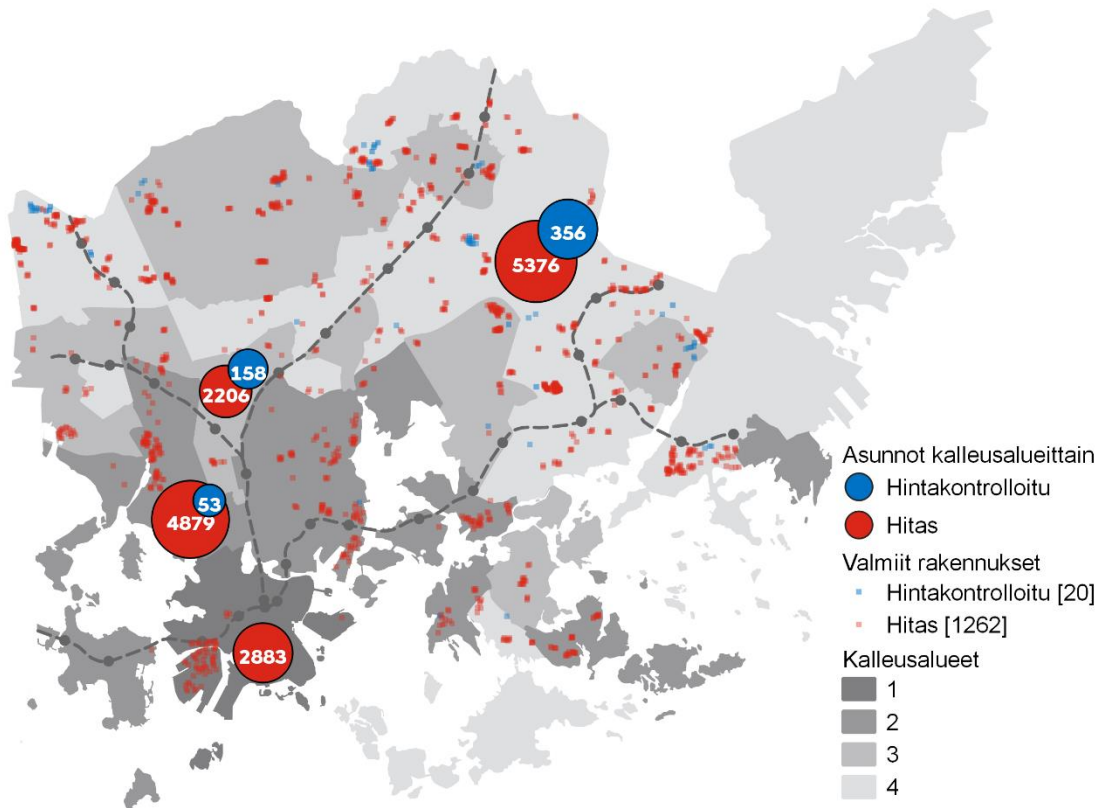 356
5376
158
2206
53
4879
2883
Asunnot kalleusalueittain
Hintakontrolloitu
Hitas
Valmiit rakennukset
Hintakontrolloitu [20]
Hitas [1262]
Kalleusalueet
1
2
3
4